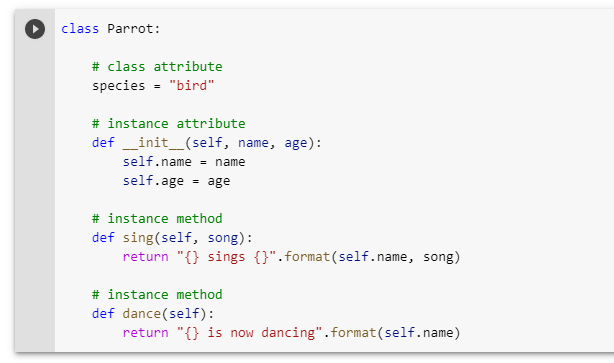 class Parrot:
    # class attribute
    species = "bird"
    # instance attribute
    def __init__(self, name, age):
        self.name = name
        self.age = age
    # instance method
    def sing(self, song):
        return "{} sings {}".format(self.name, song)
    # instance method
    def dance(self):
        return "{} is now dancing".format(self.name)